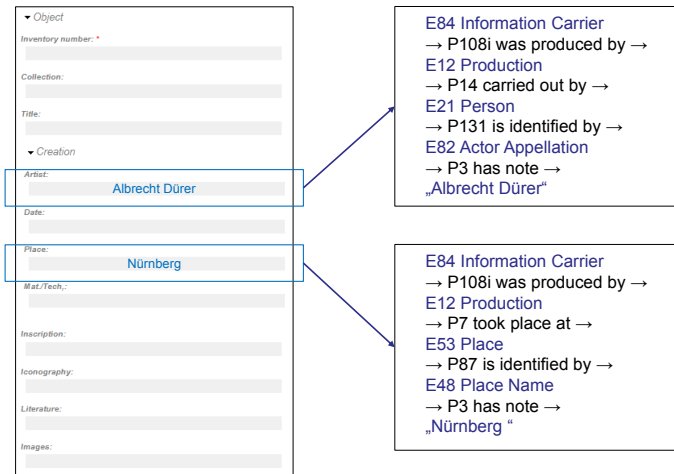 Object
Inventory number: *
Collection:
Title:
Creation
Artist:
Albrecht Dürer
Date:
Place:
Nürnberg
Mat./Tech,:
Inscription:
Iconography:
Literature:
Images:
E84 Information Carrier
→ P108i was produced by →
E12 Production
→ P14 carried out by →
E21 Person
→ P131 is identified by →
E82 Actor Appellation
→ P3 has note →
„Albrecht Dürer“
E84 Information Carrier
→ P108i was produced by →
E12 Production
→ P7 took place at →
E53 Place
→ P87 is identified by →
E48 Place Name
→ P3 has note →
„Nürnberg “